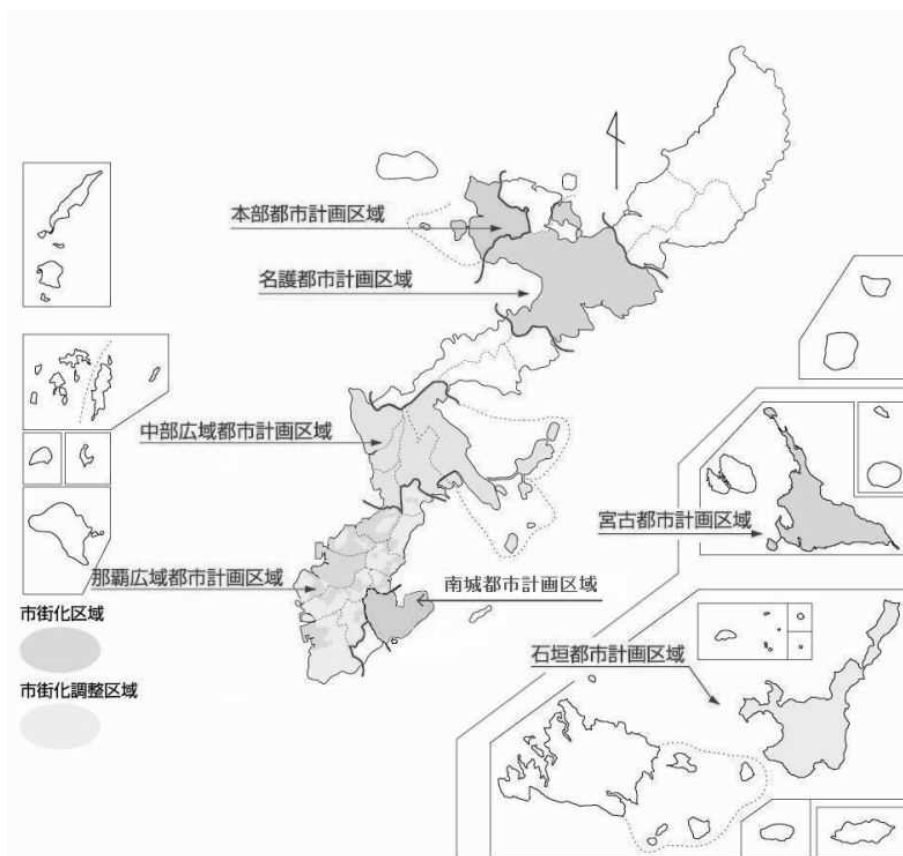 本部都市計画区域
名護都市計画区域
中部広域都市計画区域
宮古都市計画区域
那覇広域都市計画区域
南城都市計画区域
市街化区域
石垣都市計画区域
市街化調整区域